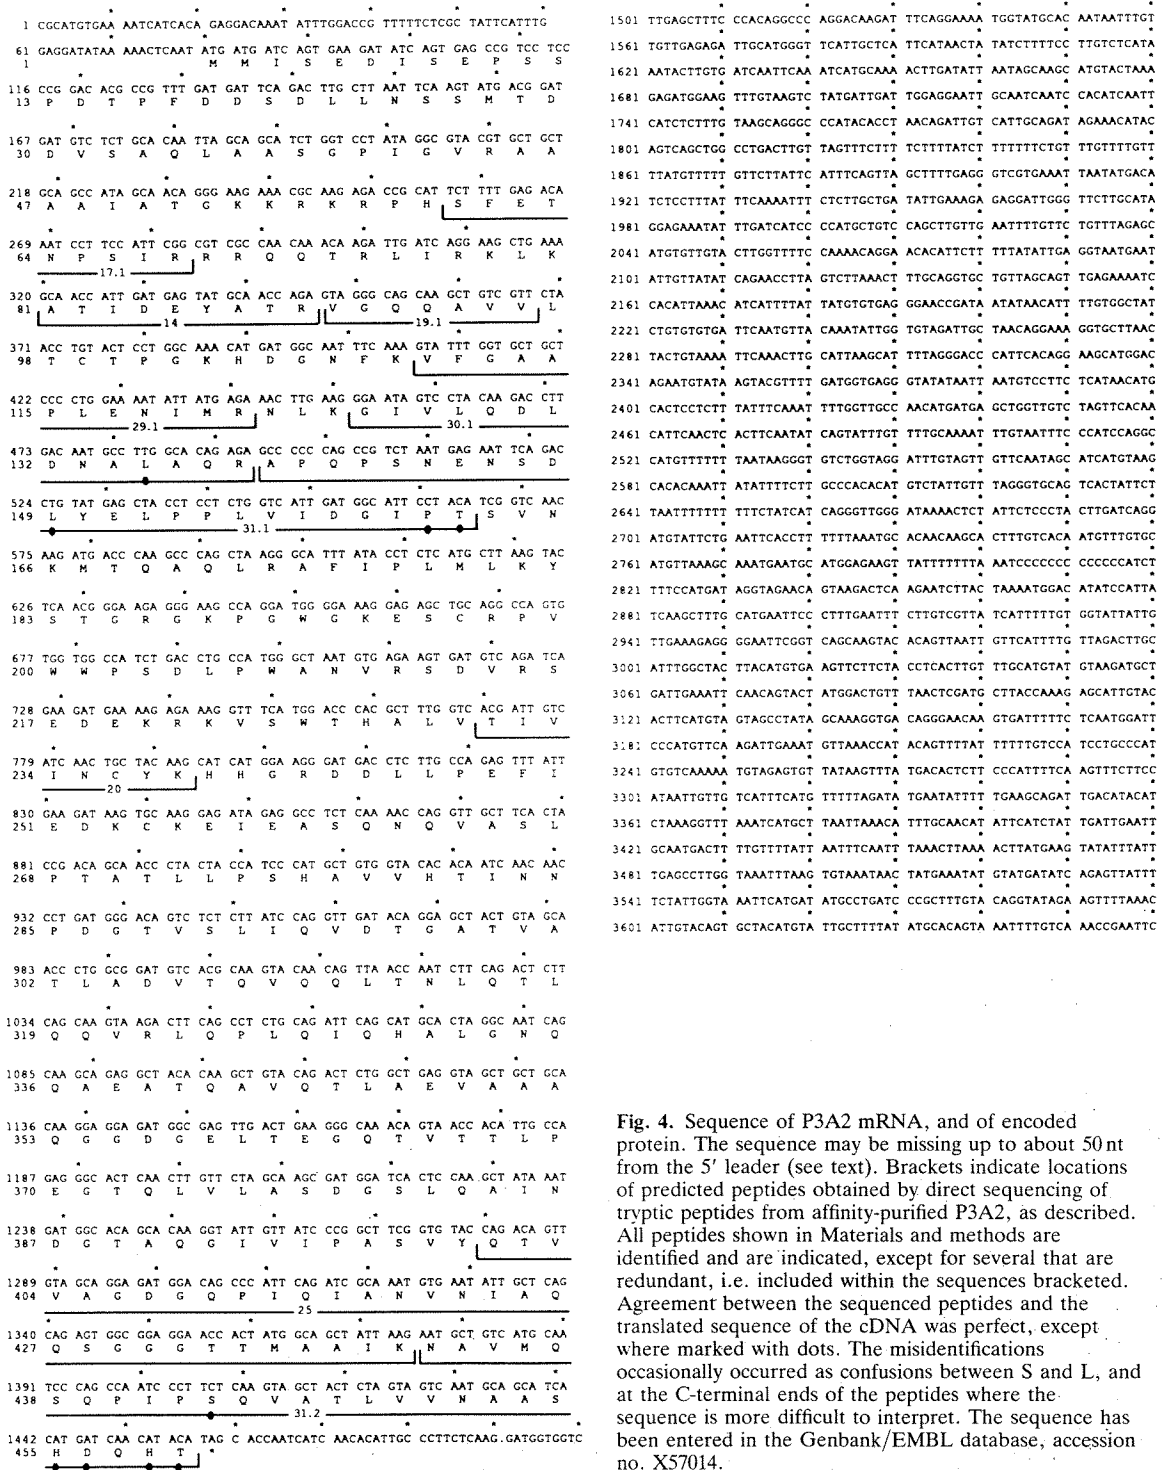 1 CGCATGTGAA AATCATCACA GAGGACAAAT ATTTGGACCG TTTTTCTCGC TATTCATTTG
61 GAGGATATAA AAACTCAAT ATG ATG ATC AGT GAA GAT ATC AGT GAG CCG TCC TCC
1 M M I S E D I S E P S S
116 CCG GAC ACG CCG TTT GAT GAT TCA GAC TTG CTT AAT TCA AGT ATG ACG GAT
13 P D T P F D D S D L L N S S M T D
167 GAT GTC TCT GCA CAA TTA GCA GCA TCT GGT CCT ATA GGC GTA CGT GCT GCT
30 D V S A Q L A A S G P I G V R A A
218 GCA GCC ATA GCA ACA GGG AAG AAA CGC AAG AGA CCG CAT TCT TTT GAG ACA
47 A A I A T G K K R K R P H S F E T
269 AAT CCT TCC ATT CGG CGT CGC CAA CAA ACA AGA TTG ATC AGG AAG CTG AAA
64 N P S I R R R Q Q T R L I R K L K
17.1
320 GCA ACC ATT GAT GAG TAT GCA ACC AGA GTA GGG CAG CAA GCT GTC GTT CTA
81 A T I D E Y A T R V G Q Q A V V L
14 19.1
371 ACC TGT ACT CCT GGC AAA CAT GAT GGC AAT TTC AAA GTA TTT GGT GCT GCT
98 T C T P G K H D G N F K V F G A A
422 CCC CTG GAA AAT ATT ATG AGA AAC TTG AAG GGA ATA GTC CTA CAA GAC CTT
115 P L E N I M R N L K G I V L Q D L
29.1 30.1
473 GAC AAT GCC TTG GCA CAG AGA GCC CCC CAG CCG TCT AAT GAG AAT TCA GAC
132 D N A L A Q R A P Q P S N E N S D
524 CTG TAT GAG CTA CCT CCT CTG GTC ATT GAT GGC ATT CCT ACA TCG GTC AAC
149 L Y E L P P L V I D G I P T S V N
31.1
575 AAG ATG ACC CAA GCC CAG CTA AGG GCA TTT ATA CCT CTC ATG CTT AAG TAC
166 K M T Q A Q L R A F I P L M L K Y
626 TCA ACG GGA AGA GGG AAG CCA GGA TGG GGA AAG GAG AGC TGC AGG CCA GTG
183 S T G R G K P G W G K E S C R P V
677 TGG TGG CCA TCT GAC CTG CCA TGG GCT AAT GTG AGA AGT GAT GTC AGA TCA
200 W W P S D L P W A N V R S D V R S
728 GAA GAT GAA AAG AGA AAG GTT TCA TGG ACC CAC GCT TTG GTC ACG ATT GTC
217 E D E K R K V S W T H A L V T I V
779 ATC AAC TGC TAC AAG CAT CAT GGA AGG GAT GAC CTC TTG CCA GAG TTT ATT
234 I N C Y K H H G R D D L L P E F I
20
830 GAA GAT AAG TGC AAG GAG ATA GAG GCC TCT CAA AAC CAG GTT GCT TCA CTA
251 E D K C K E I E A S Q N Q V A S L
881 CCG ACA GCA ACC CTA CTA CCA TCC CAT GCT GTG GTA CAC ACA ATC AAC AAC
268 P T A T L L P S H A V V H T I N N
932 CCT GAT GGG ACA GTC TCT CTT ATC CAG GTT GAT ACA GGA GCT ACT GTA GCA
285 P D G T V S L I Q V D T G A T V A
983 ACC CTG GCG GAT GTC ACG CAA GTA CAA CAG TTA ACC AAT CTT CAG ACT CTT
302 T L A D V T Q V Q Q L T N L Q T L
1034 CAG CAA GTA AGA CTT CAG CCT CTG CAG ATT CAG CAT GCA CTA GGC AAT CAG
319 Q Q V R L Q P L Q I Q H A L G N Q
1085 CAA GCA GAG GCT ACA CAA GCT GTA CAG ACT CTG GCT GAG GTA GCT GCT GCA
336 Q A E A T Q A V Q T L A E V A A A
1136 CAA GGA GGA GAT GGC GAG TTG ACT GAA GGG CAA ACA GTA ACC ACA TTG CCA
353 Q G G D G E L T E G Q T V T T L P
1187 GAG GGC ACT CAA CTT GTT CTA GCA AGC GAT GGA TCA CTC CAA GCT ATA AAT
370 E G T Q L V L A S D G S L Q A I N
1238 GAT GGC ACA GCA CAA GGT ATT GTT ATC CCG GCT TCG GTG TAC CAG ACA GTT
387 D G T A Q G I V I P A S V Y Q T V
1289 GTA GCA GGA GAT GGA CAG CCC ATT CAG ATC GCA AAT GTG AAT ATT GCT CAG
404 V A G D G Q P I Q I A N V N I A Q
25
1340 CAG AGT GGC GGA GGA ACC ACT ATG GCA GCT ATT AAG AAT GCT GTC ATG CAA
427 Q S G G G T T M A A I K N A V M Q
1391 TCC CAG CCA ATC CCT TCT CAA GTA GCT ACT CTA GTA GTC AAT GCA GCA TCA
438 S Q P I P S Q V A T L V V N A A S
31.2
1442 CAT GAT CAA CAT ACA TAG C ACCAATCATC AACACATTGC CCTTCTCAAG GATGGTGGTC
455 H D Q H T *
1501 TTGAGCTTTC CCCACAGGCCC AGGACAAGAT TTCAGGAAAA TGGTATGCAC AATAATTTGT
1561 TGTTGAGAGA TTGCATGGGT TCATTGCTCA TTCATAACTA TATCTTTTCC TTGTCTCATA
1621 AATACTTGTG ATCAATTCAA ATCATGCAAA ACTTGATATT AATAGCAAGC ATGTACTAAA
1681 GAGATGGAAG TTTGTAAGTC TATGATTGAT TGGAGGAATT GCAATCAATC CACATCAATT
1741 CATCTCTTTG TAAGCAGGGC CCATACACCT AACAGATTGT CATTGCAGAT AGAAACATAC
1801 AGTCAGCTGG CCTGACTTGT TAGTTTCTTT TCTTTTATCT TTTTTTCTGT TTGTTTTGTT
1861 TTATGTTTTT GTTCTTATTC ATTTCAGTTA GCTTTTGAGG GTCGTGAAAT TAATATGACA
1921 TCTCCTTTAT TTCAAAATTT CTCTTGCTGA TATTGAAAGA GAGGATTGGG TTCTTGCATA
1981 GGAGAAATAT TTGATCATCC CCATGCTGTC CAGCTTGTTG AATTTTGTTC TGTTTAGAGC
2041 ATGTGTTGTA CTTGGTTTTC CAAAACAGGA ACACATTCTT TTTATATTGA GGTAATGAAT
2101 ATTGTTATAT CAGAACCTTA GTCTTAAACT TTGCAGGTGC TGTTAGCAGT TGAGAAAATC
2161 CACATTAAAC ATCATTTTAT TATGTGTGAG GGAACCGATA ATATAACATT TTGTGGCTAT
2221 CTGTGTGTGA TTCAATGTTA CAAATATTGG TGTAGATTGC TAACAGGAAA GGTGCTTAAC
2281 TACTGTAAAA TTCAAACTTG CATTAAGCAT TTTAGGGACC CATTCACAGG AAGCATGGAC
2341 AGAATGTATA AGTACGTTTT GATGGTGAGG GTATATAATT AATGTCCTTC TCATAACATG
2401 CACTCCTCTT TATTTCAAAT TTTGGTTGCC AACATGATGA GCTGGTTGTC TAGTTCACAA
2461 CATTCAACTC ACTTCAATAT CAGTATTTGT TTTGCAAAAT TTGTAATTTC CCATCCAGGC
2521 CATGTTTTTT TAATAAGGGT GTCTGGTAGG ATTTGTAGTT GTTCAATAGC ATCATGTAAG
2581 CACACAAATT ATATTTTCTT GCCCACACAT GTCTATTGTT TAGGGTGCAG TCACTATTCT
2641 TAATTTTTTT TTTCTATCAT CAGGGTTGGG ATAAAACTCT ATTCTCCCTA CTTGATCAGG
2701 ATGTATTCTG AATTCACCTT TTTTAAATGC ACAACAAGCA CTTTGTCACA ATGTTTGTGC
2761 ATGTTAAAGC AAATGAATGC ATGGAGAAGT TATTTTTTTA AATCCCCCCC CCCCCCATCT
2821 TTTCCATGAT AGGTAGAACA GTAAGACTCA AGAATCTTAC TAAAATGGAC ATATCCATTA
2881 TCAAGCTTTG CATGAATTCC CTTTGAATTT CTTGTCGTTA TCATTTTTGT GGTATTATTG
2941 TTGAAAGAGG GGAATTCGGT CAGCAAGTAC ACAGTTAATT GTTCATTTTG TTAGACTTGC
3001 ATTTGGCTAC TTACATGTGA AGTTCTTCTA CCTCACTTGT TTGCATGTAT GTAAGATGCT
3061 GATTGAAATT CAACAGTACT ATGGACTGTT TAACTCGATG CTTACCAAAG AGCATTGTAC
3121 ACTTCATGTA GTAGCCTATA GCAAAGGTGA CAGGGAACAA GTGATTTTTC TCAATGGATT
3181 CCCATGTTCA AGATTGAAAT GTTAAACCAT ACAGTTTTAT TTTTTGTCCA TCCTGCCCAT
3241 GTGTCAAAAA TGTAGAGTGT TATAAGTTTA TGACACTCTT CCCATTTTCA AGTTTCTTCC
3301 ATAATTGTTG TCATTTCATG TTTTTAGATA TGAATATTTT TGAAGCAGAT TGACATACAT
3361 CTAAAGGTTT AAATCATGCT TAATTAAACA TTTGCAACAT ATTCATCTAT TGATTGAATT
3421 GCAATGACTT TTGTTTTATT AATTTCAATT TAAACTTAAA ACTTATGAAG TATATTTATT
3481 TGAGCCTTGG TAAATTTAAG TGTAAATAAC TATGAAATAT GTATGATATC AGAGTTATTT
3541 TCTATTGGTA AATTCATGAT ATGCCTGATC CCGCTTTGTA CAGGTATAGA AGTTTTAAAC
3601 ATTGTACAGT GCTACATGTA TTGCTTTTAT ATGCACAGTA AATTTTGTCA AACCGAATTC
Fig. 4. Sequence of P3A2 mRNA, and of encoded
protein. The sequence may be missing up to about 50 nt
from the 5′ leader (see text). Brackets indicate locations
of predicted peptides obtained by direct sequencing of
tryptic peptides from affinity-purified P3A2, as described.
All peptides shown in Materials and methods are
identified and are indicated, except for several that are
redundant, i.e. included within the sequences bracketed.
Agreement between the sequenced peptides and the
translated sequence of the cDNA was perfect, except
where marked with dots. The misidentifications
occasionally occurred as confusions between S and L, and
at the C-terminal ends of the peptides where the
sequence is more difficult to interpret. The sequence has
been entered in the Genbank/EMBL database, accession
no. X57014.